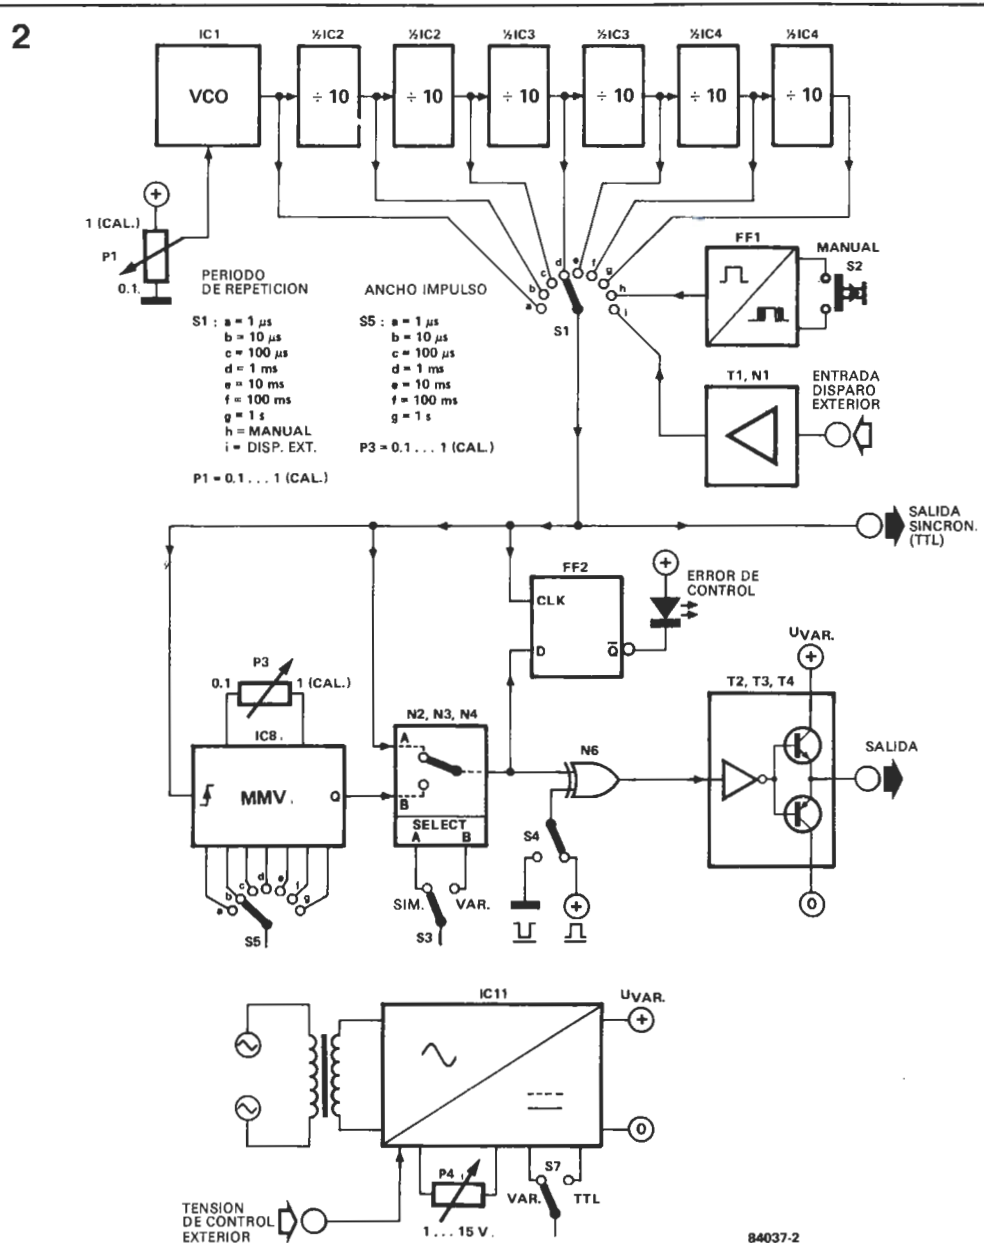 2
IC1
½IC2
½IC2
½IC3
½IC3
½IC4
½IC4
VCO
÷ 10
÷ 10
÷ 10
÷ 10
÷ 10
÷ 10
+
1 (CAL.)
P1
0.1.
PERIODO
DE REPETICION
S1 : a = 1 μs
b = 10 μs
c = 100 μs
d = 1 ms
e = 10 ms
f = 100 ms
g = 1 s
h = MANUAL
i = DISP. EXT.
P1 = 0.1 . . . 1 (CAL.)
ANCHO IMPULSO
S5 : a = 1 μs
b = 10 μs
c = 100 μs
d = 1 ms
e = 10 ms
f = 100 ms
g = 1 s
P3 = 0.1 . . . 1 (CAL.)
a
b
c
d
e
f
g
h
i
S1
FF1
MANUAL
S2
T1, N1
ENTRADA
DISPARO
EXTERIOR
SALIDA
SINCRON.
(TTL)
FF2
CLK
D
Q̅
+
ERROR DE
CONTROL
P3
0.1
1 (CAL.)
IC8.
MMV.
Q
a
b
c
d
e
f
g
S5
N2, N3, N4
A
B
SELECT
A
B
SIM.
VAR.
S3
N6
S4
+
UVAR.
+
T2, T3, T4
SALIDA
0
IC11
UVAR.
+
0
P4
1 . . . 15 V.
S7
VAR.
TTL
TENSION
DE CONTROL
EXTERIOR
84037-2